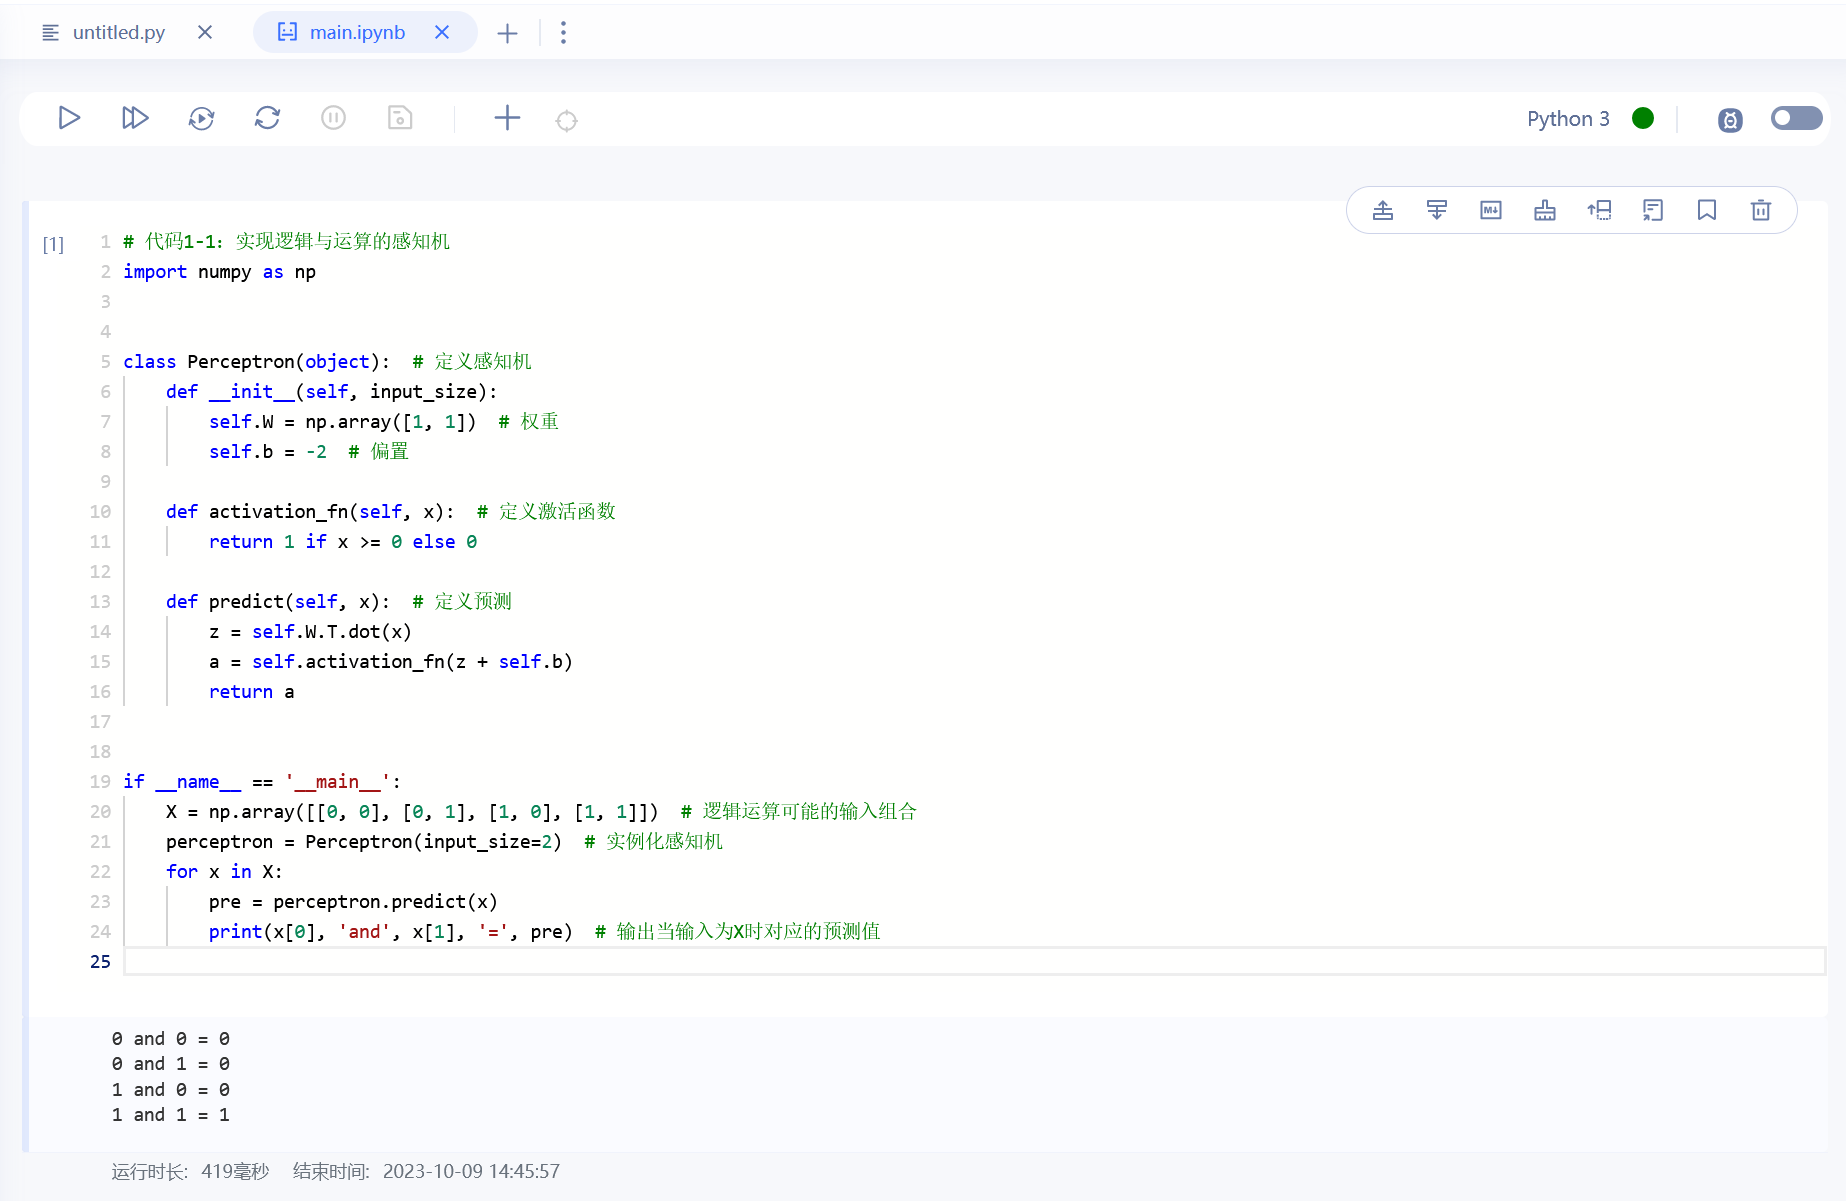 untitled.py
main.ipynb
Python 3
[1]
1 # 代码1-1：实现逻辑与运算的感知机
2 import numpy as np
3
4
5 class Perceptron(object):  # 定义感知机
6     def __init__(self, input_size):
7         self.W = np.array([1, 1])  # 权重
8         self.b = -2  # 偏置
9
10     def activation_fn(self, x):  # 定义激活函数
11         return 1 if x >= 0 else 0
12
13     def predict(self, x):  # 定义预测
14         z = self.W.T.dot(x)
15         a = self.activation_fn(z + self.b)
16         return a
17
18
19 if __name__ == '__main__':
20     X = np.array([[0, 0], [0, 1], [1, 0], [1, 1]])  # 逻辑运算可能的输入组合
21     perceptron = Perceptron(input_size=2)  # 实例化感知机
22     for x in X:
23         pre = perceptron.predict(x)
24         print(x[0], 'and', x[1], '=', pre)  # 输出当输入为X时对应的预测值
25
0 and 0 = 0
0 and 1 = 0
1 and 0 = 0
1 and 1 = 1
运行时长: 419毫秒 结束时间: 2023-10-09 14:45:57